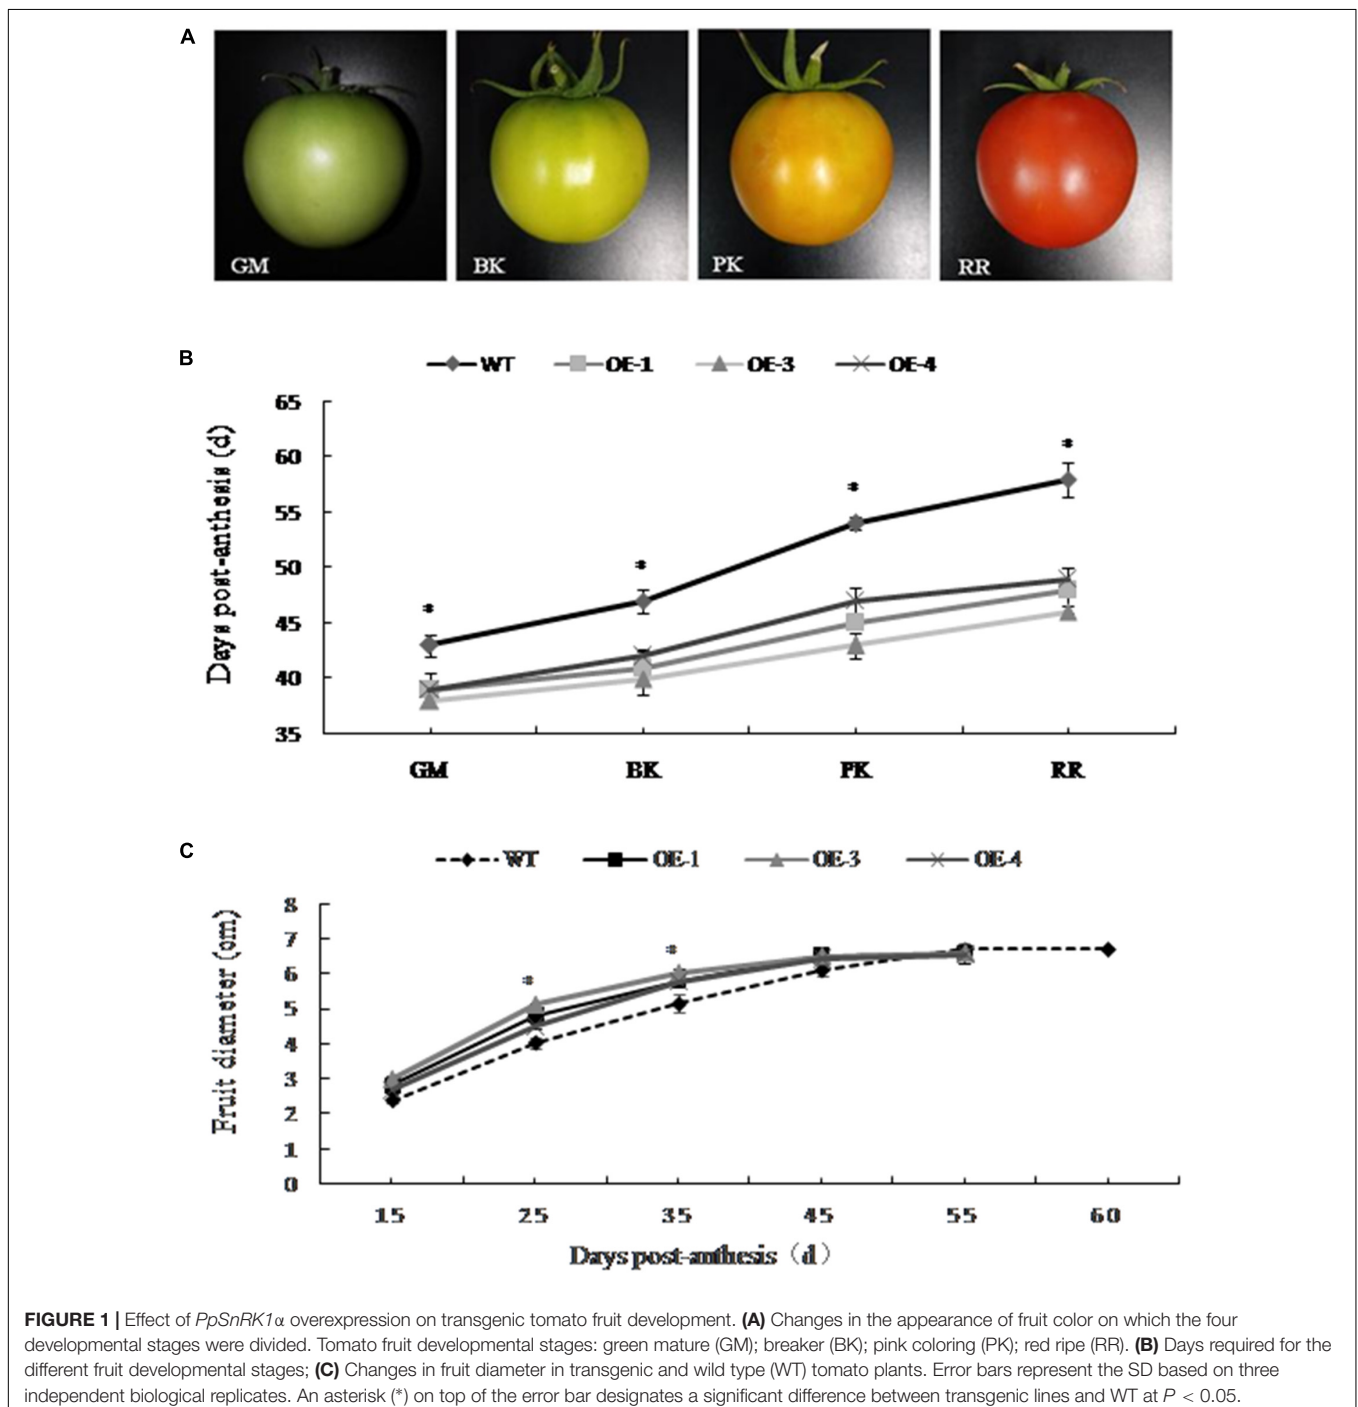 A
GM
BK
PK
RR
B
WT OE-1 OE-3 OE-4
65
60
55
50
45
40
35
Days post-anthesis (d)
GM BK PK RR
* * * *
C
WT OE-1 OE-3 OE-4
8
7
6
5
4
3
2
1
0
Fruit diameter (cm)
* *
15 25 35 45 55 60
Days post-anthesis (d)
FIGURE 1 | Effect of PpSnRK1α overexpression on transgenic tomato fruit development. (A) Changes in the appearance of fruit color on which the four
developmental stages were divided. Tomato fruit developmental stages: green mature (GM); breaker (BK); pink coloring (PK); red ripe (RR). (B) Days required for the
different fruit developmental stages; (C) Changes in fruit diameter in transgenic and wild type (WT) tomato plants. Error bars represent the SD based on three
independent biological replicates. An asterisk (*) on top of the error bar designates a significant difference between transgenic lines and WT at P < 0.05.